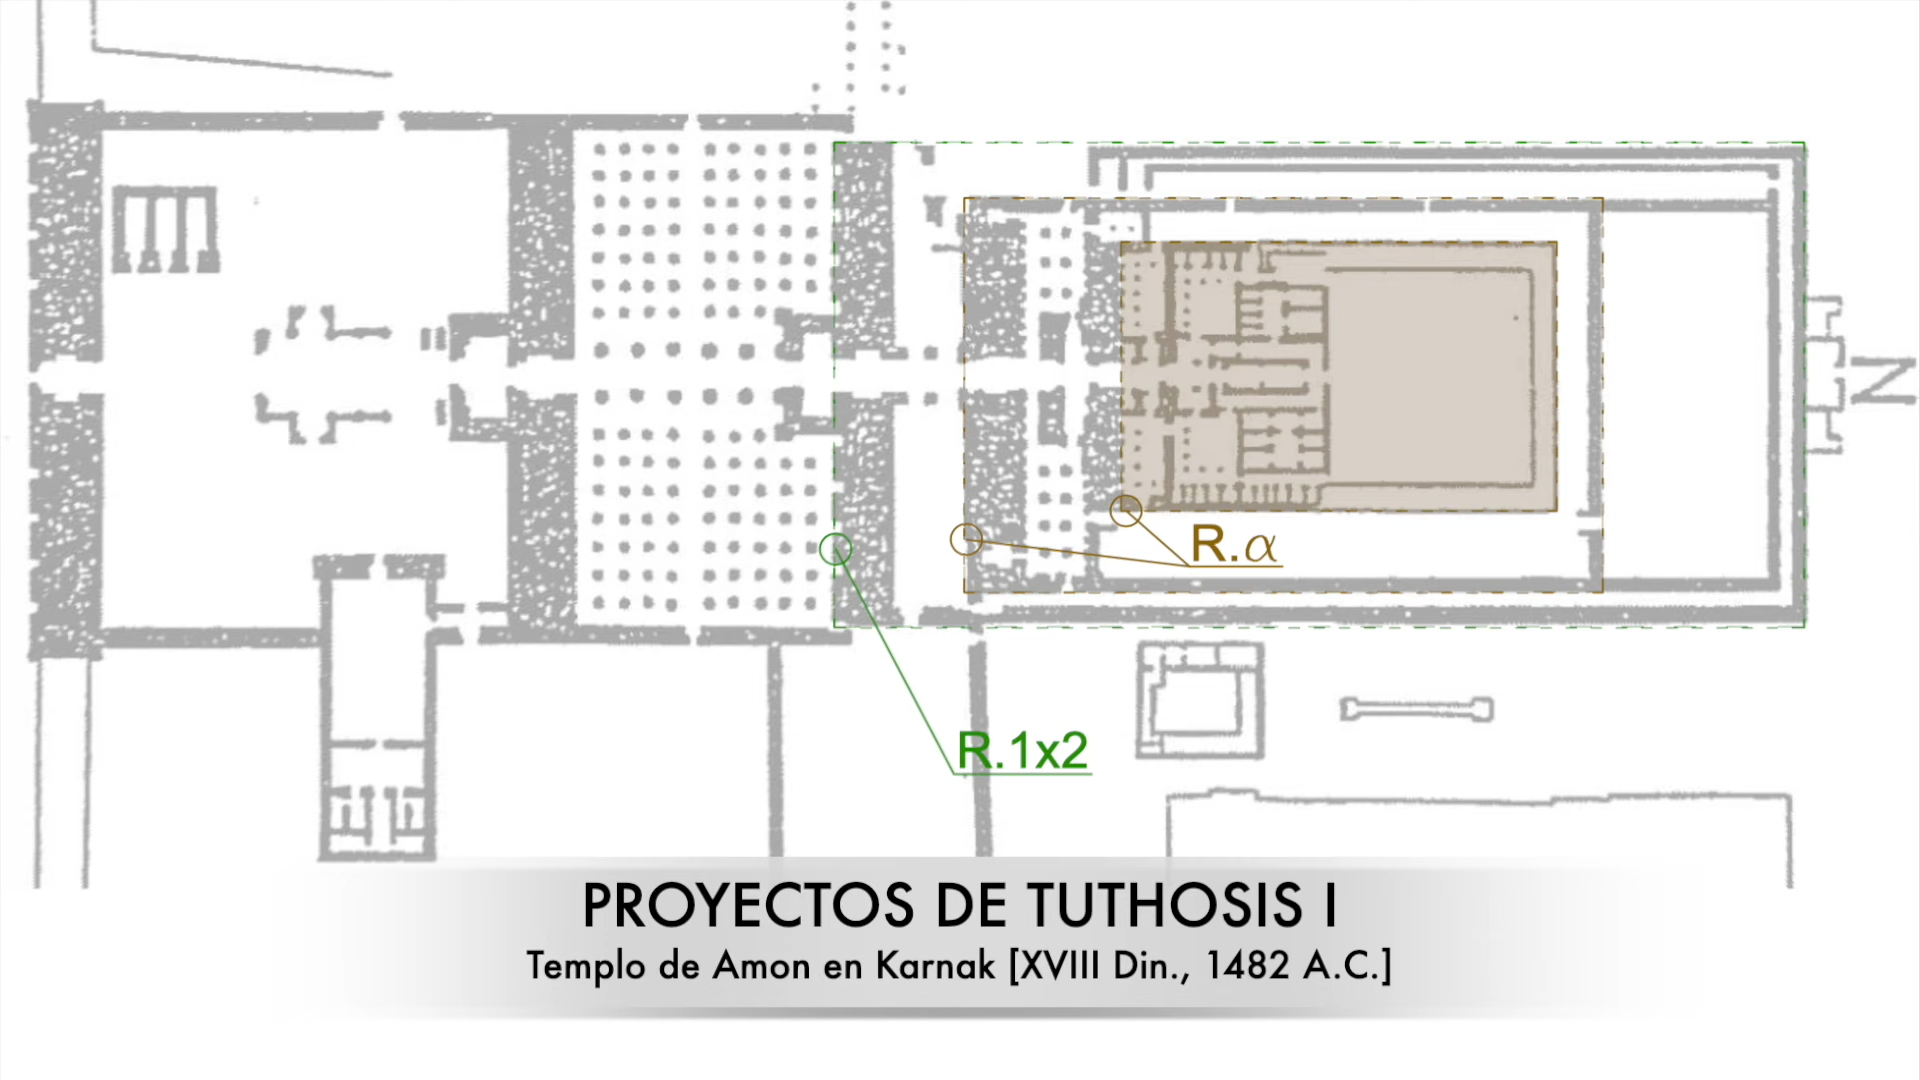 N
R.α
R.1x2
PROYECTOS DE TUTHOSIS I
Templo de Amon en Karnak [XVIII Din., 1482 A.C.]